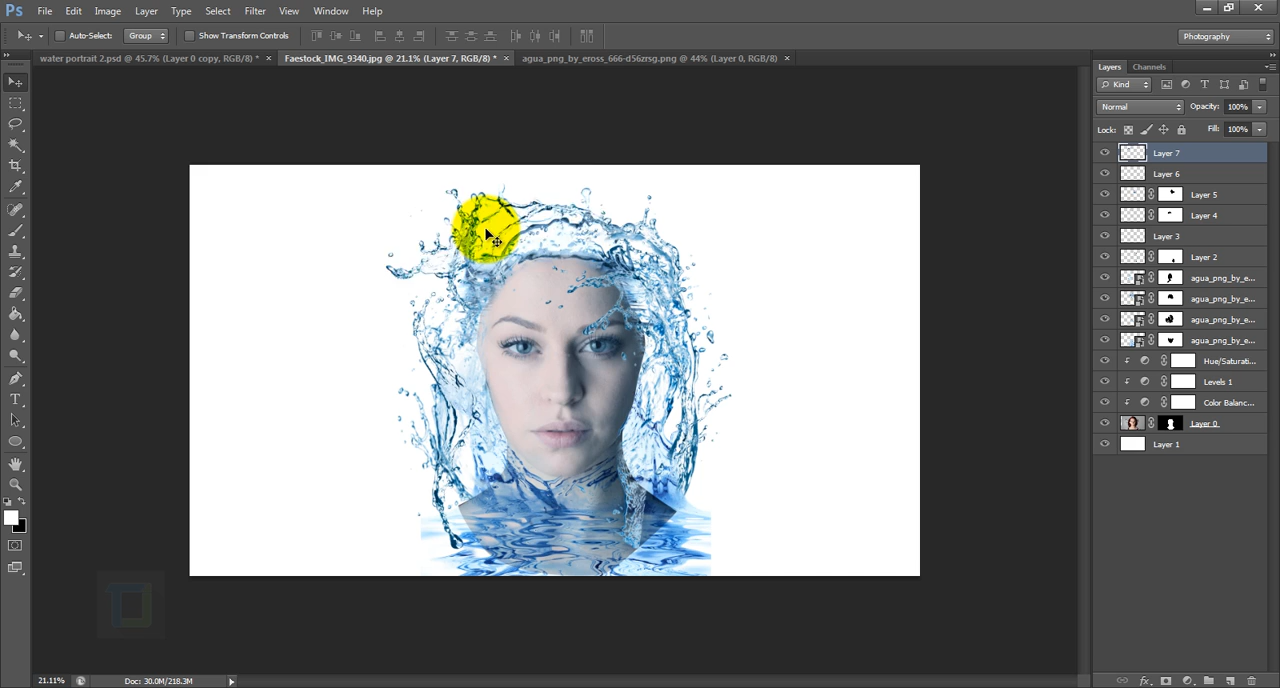 Ps File Edit Image Layer Type Select Filter View Window Help
Auto-Select: Group Show Transform Controls Photography
water portrait 2.psd @ 45.7% (Layer 0 copy, RGB/8) * × Faestock_IMG_9340.jpg @ 21.1% (Layer 7, RGB/8) * × agua_png_by_eross_666-d56zrsg.png @ 44% (Layer 0, RGB/8) ×
Layers Channels
Kind
Normal Opacity: 100%
Lock: Fill: 100%
Layer 7
Layer 6
Layer 5
Layer 4
Layer 3
Layer 2
agua_png_by_e...
agua_png_by_e...
agua_png_by_e...
agua_png_by_e...
Hue/Saturati...
Levels 1
Color Balanc...
Layer 0
Layer 1
21.11% Doc: 30.0M/218.3M